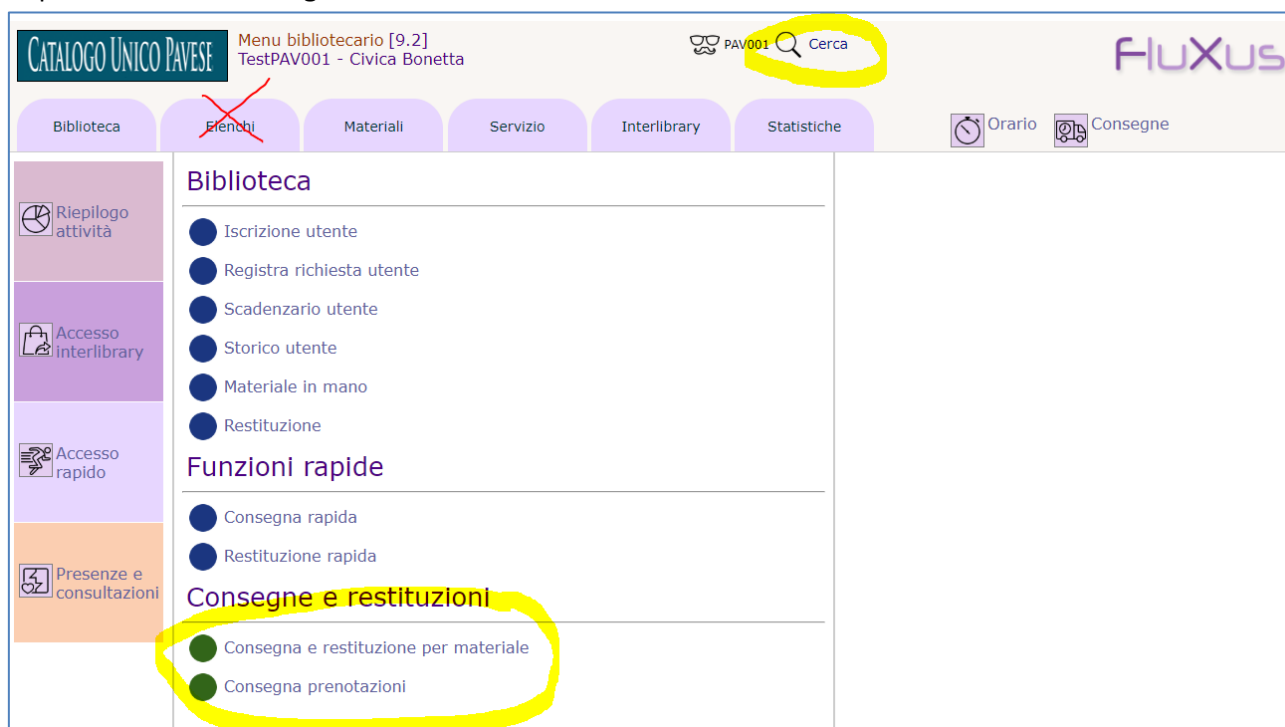 CATALOGO UNICO PAVESE
Menu bibliotecario [9.2]
TestPAV001 - Civica Bonetta
PAV001 Cerca
FluXus
Biblioteca Elenchi Materiali Servizio Interlibrary Statistiche
Orario Consegne
Riepilogo
attività
Accesso
interlibrary
Accesso
rapido
Presenze e
consultazioni
Biblioteca
Iscrizione utente
Registra richiesta utente
Scadenzario utente
Storico utente
Materiale in mano
Restituzione
Funzioni rapide
Consegna rapida
Restituzione rapida
Consegne e restituzioni
Consegna e restituzione per materiale
Consegna prenotazioni